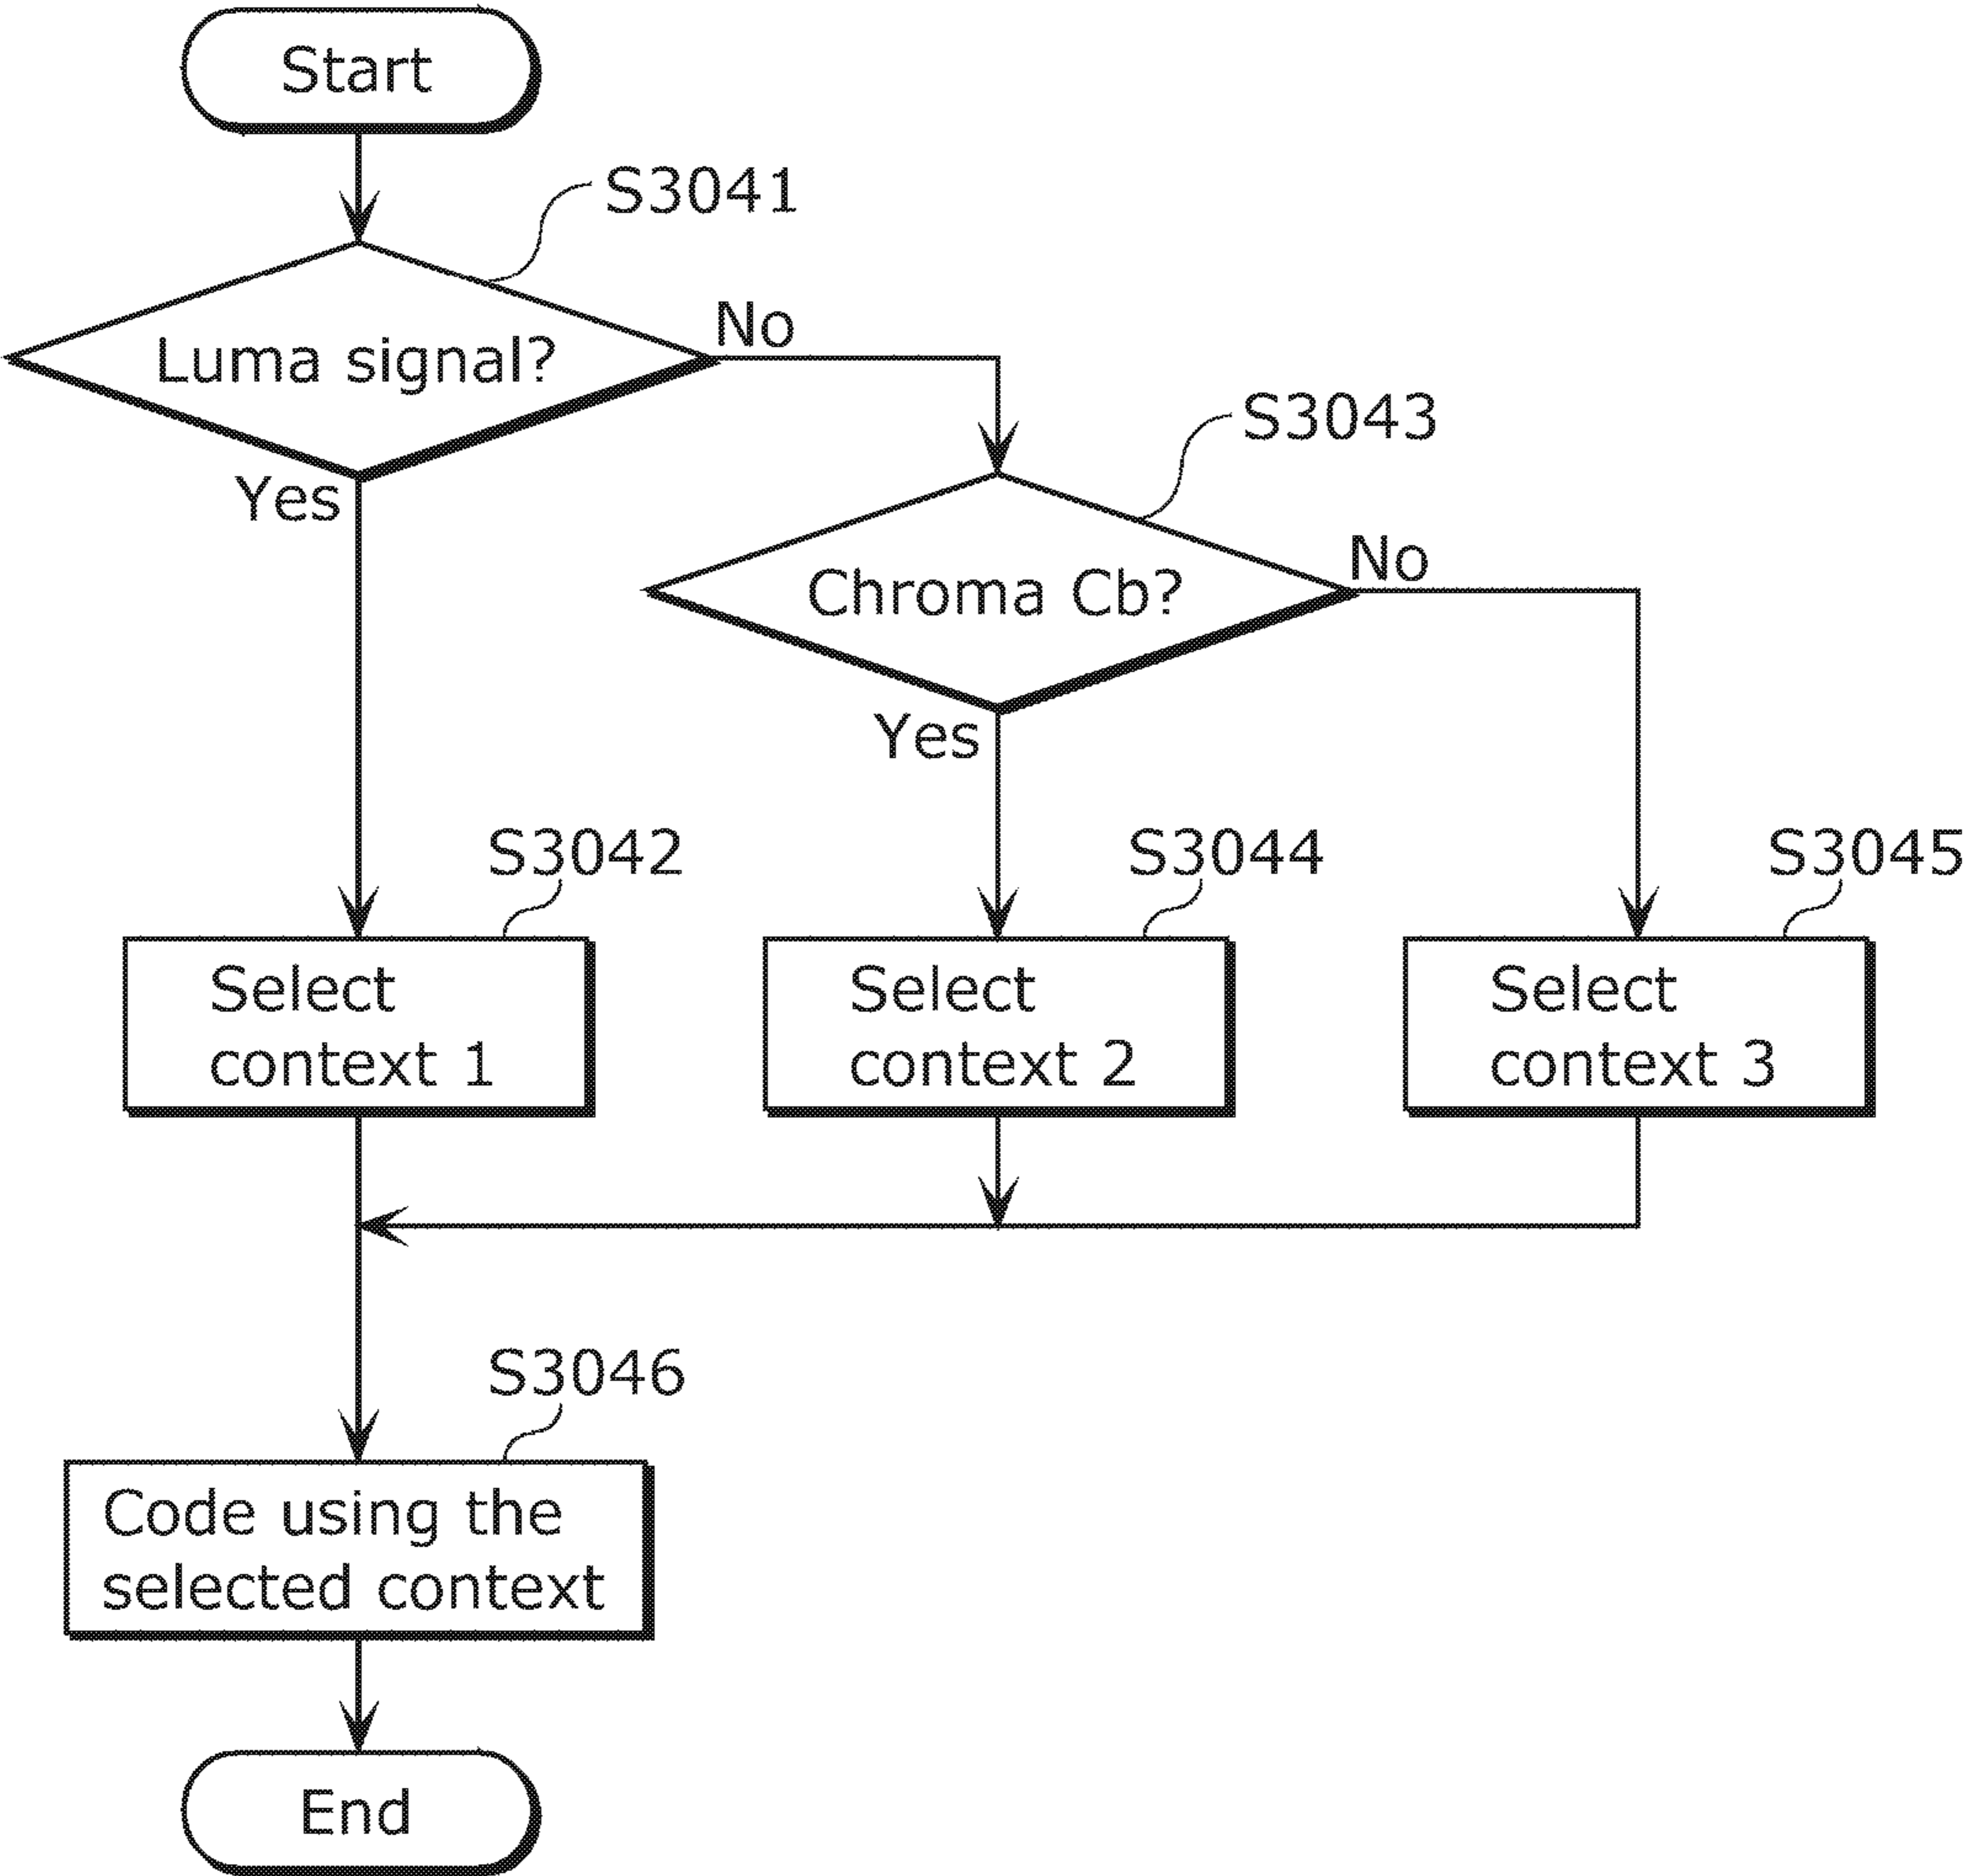 Start
S3041
Luma signal?
No
Yes
S3043
Chroma Cb?
No
Yes
S3042
Select
context 1
S3044
Select
context 2
S3045
Select
context 3
S3046
Code using the
selected context
End